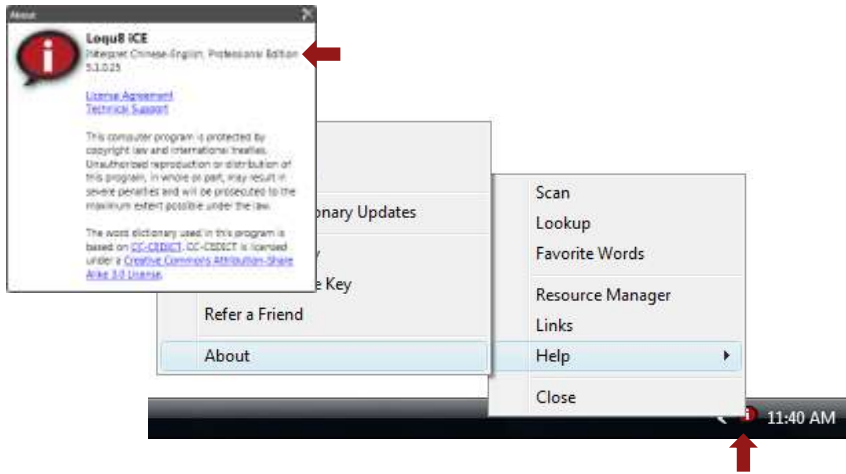 About
Loqu8 iCE
Interpret Chinese-English, Professional Edition
5.1.0.25
License Agreement
Technical Support
This computer program is protected by
copyright law and international treaties.
Unauthorized reproduction or distribution of
this program, in whole or part, may result in
severe penalties and will be prosecuted to the
maximum extent possible under the law.
The word dictionary used in this program is
based on CC-CEDICT. CC-CEDICT is licensed
under a Creative Commons Attribution-Share
Alike 3.0 License.
onary Updates
e Key
Refer a Friend
About
Scan
Lookup
Favorite Words
Resource Manager
Links
Help
Close
11:40 AM